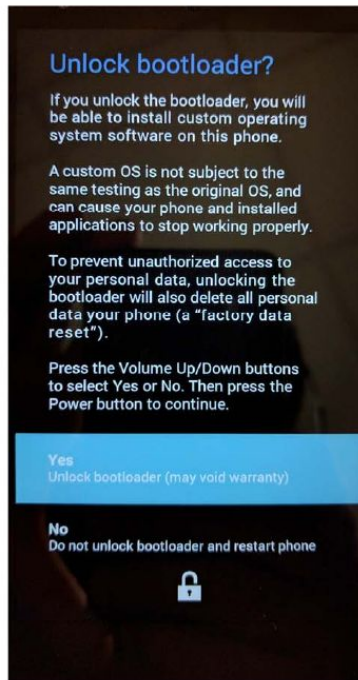 Unlock bootloader?
If you unlock the bootloader, you will
be able to install custom operating
system software on this phone.
A custom OS is not subject to the
same testing as the original OS, and
can cause your phone and installed
applications to stop working properly.
To prevent unauthorized access to
your personal data, unlocking the
bootloader will also delete all personal
data your phone (a "factory data
reset").
Press the Volume Up/Down buttons
to select Yes or No. Then press the
Power button to continue.
Yes
Unlock bootloader (may void warranty)
No
Do not unlock bootloader and restart phone